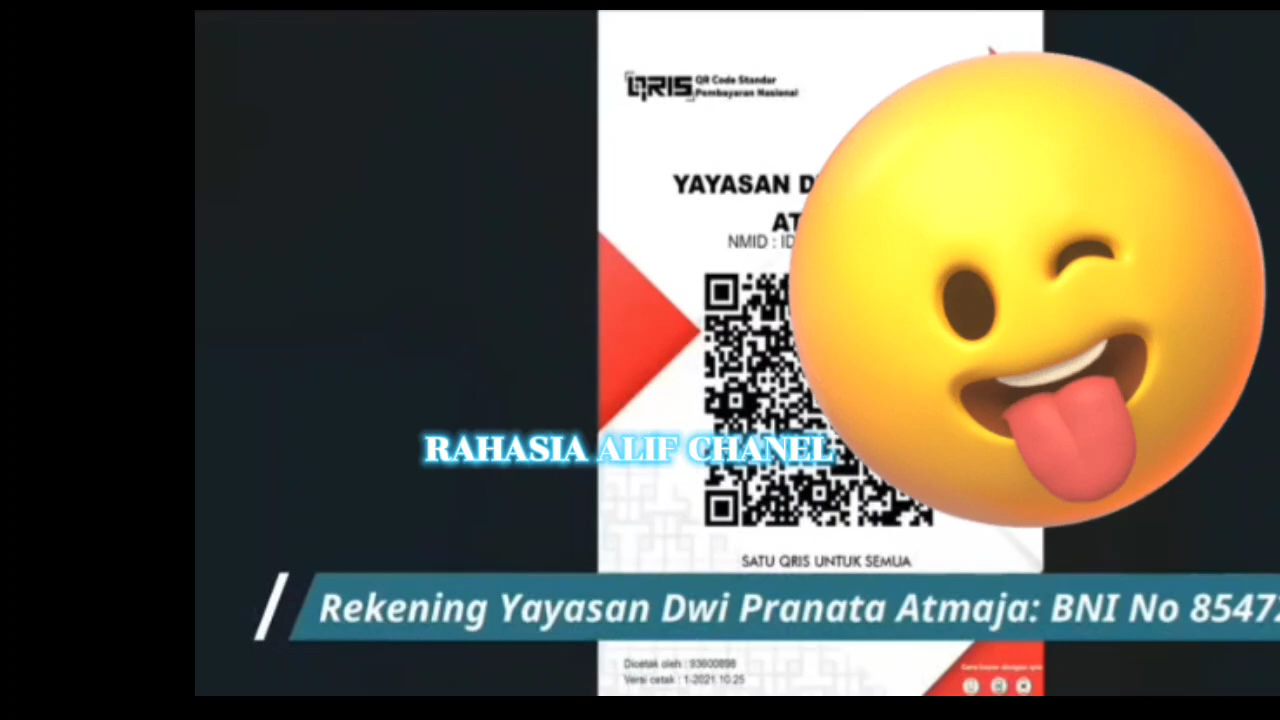 QRIS QR Code Standar
Pembayaran Nasional
YAYASAN
NMID : ID
RAHASIA ALIF CHANEL
SATU QRIS UNTUK SEMUA
Rekening Yayasan Dwi Pranata Atmaja: BNI No 8547
Dicetak oleh : 93600898
Versi cetak : 1-2021.10.25